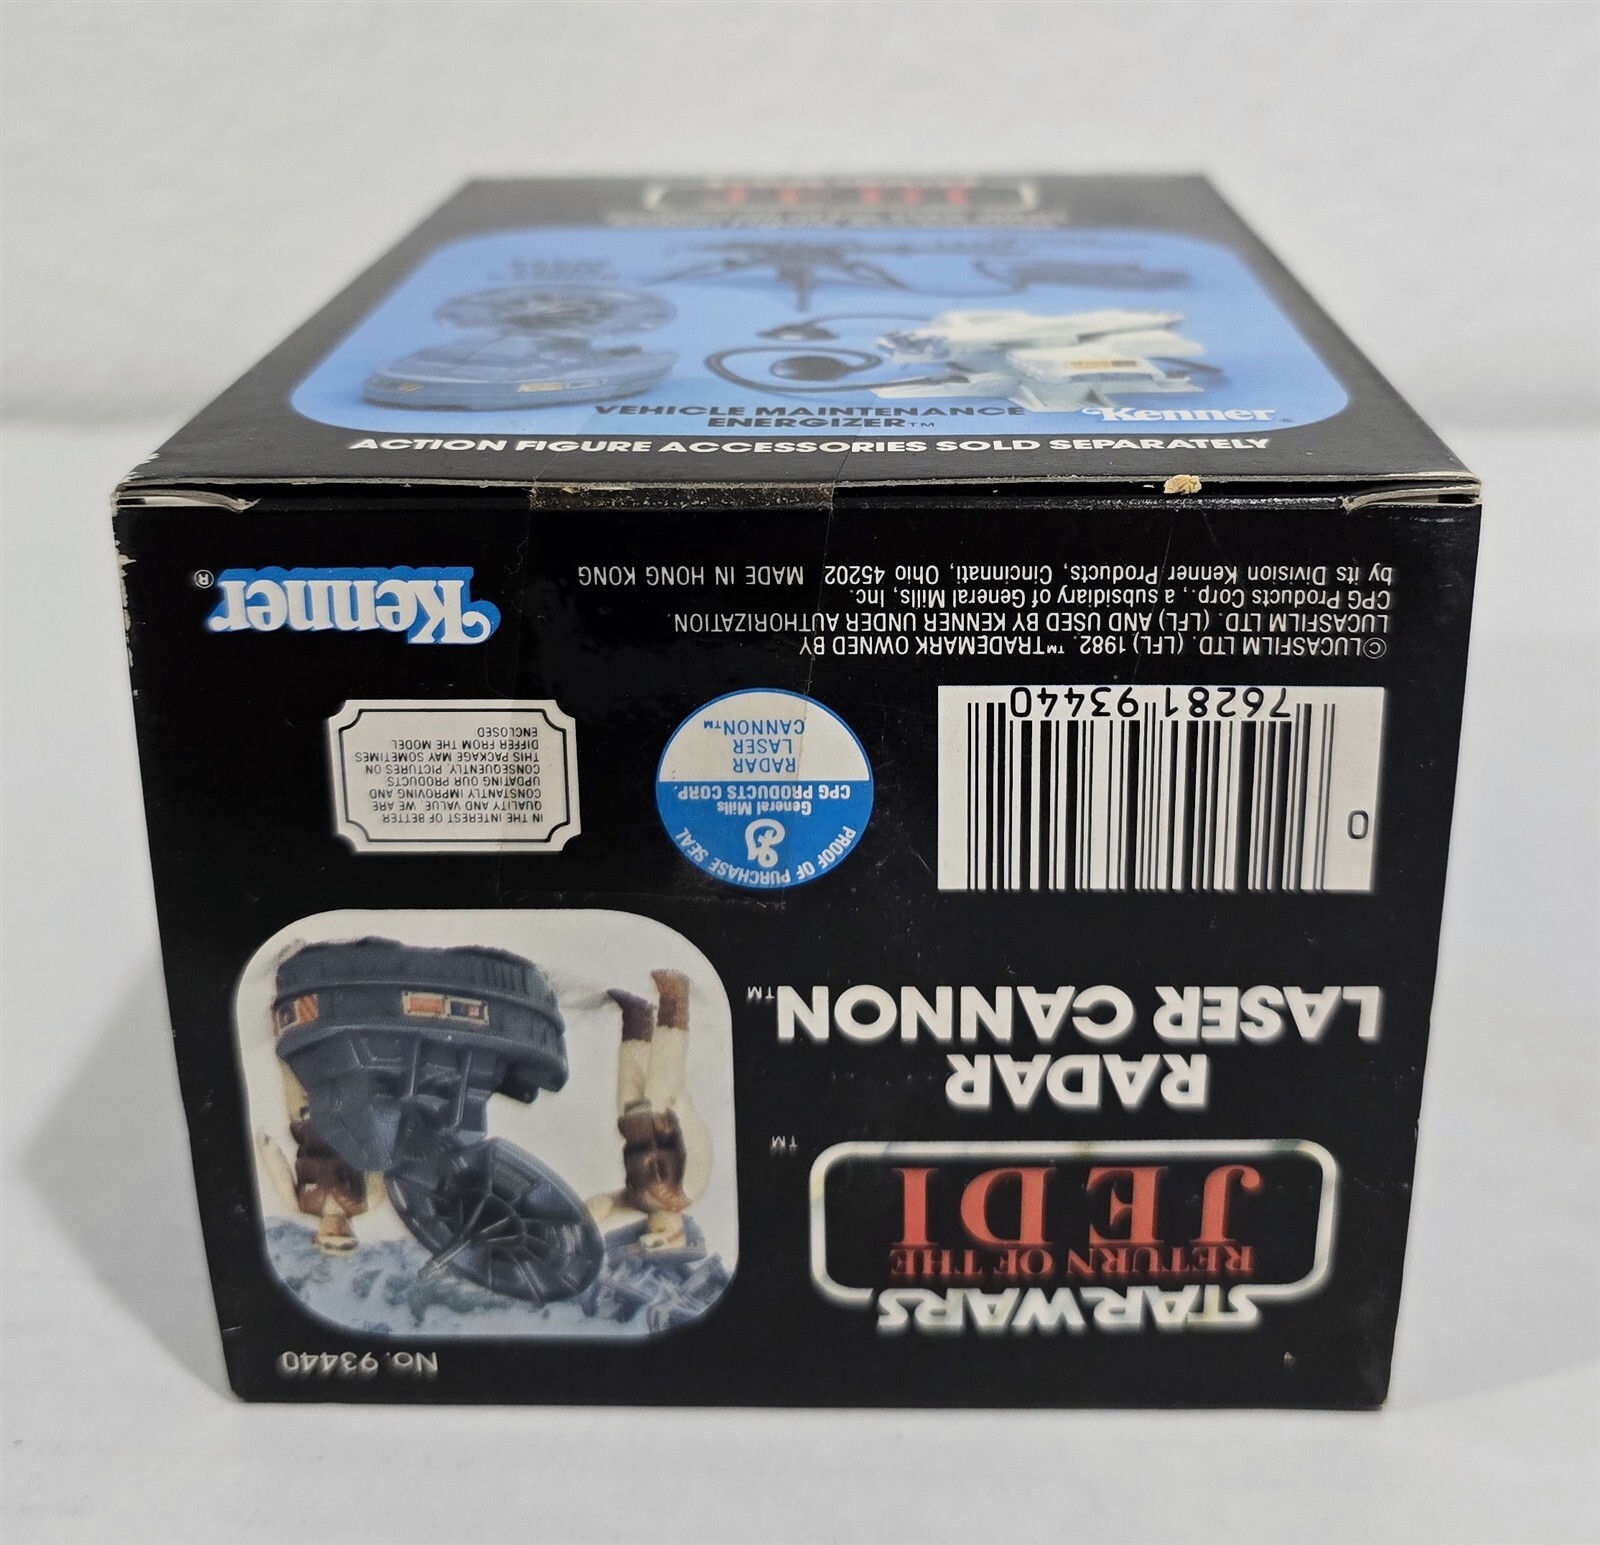 JEDI
VEHICLE MAINTENANCE
ENERGIZER™
Kenner®
ACTION FIGURE ACCESSORIES SOLD SEPARATELY
No. 93440
STAR WARS
RETURN OF THE
JEDI
™
RADAR
LASER CANNON™
0
76281 93440
PROOF OF PURCHASE SEAL
General Mills
CPG PRODUCTS CORP.
RADAR
LASER
CANNON™
IN THE INTEREST OF BETTER
QUALITY AND VALUE, WE ARE
CONSTANTLY IMPROVING AND
UPDATING OUR PRODUCTS
CONSEQUENTLY, PICTURES ON
THIS PACKAGE MAY SOMETIMES
DIFFER FROM THE MODEL
ENCLOSED
©LUCASFILM LTD. (LFL) 1982. ™TRADEMARK OWNED BY
LUCASFILM LTD. (LFL) AND USED BY KENNER UNDER AUTHORIZATION.
CPG Products Corp., a subsidiary of General Mills, Inc.
by its Division Kenner Products, Cincinnati, Ohio 45202 MADE IN HONG KONG
Kenner®